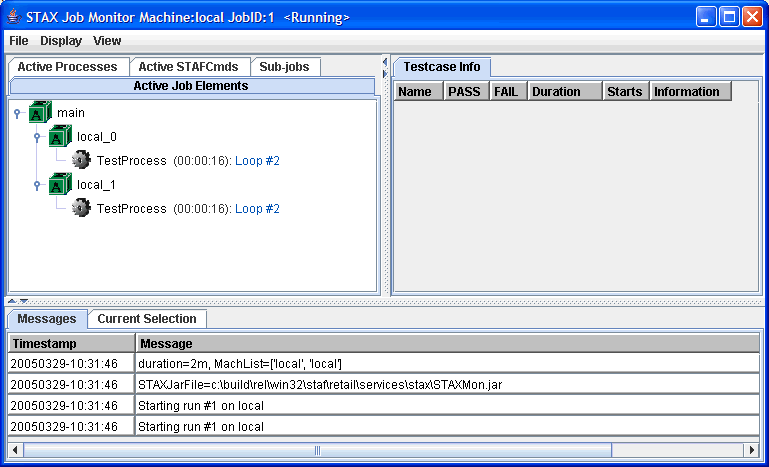 STAX Job Monitor Machine:local JobID:1 <Running>
File Display View
Active Processes Active STAFCmds Sub-jobs
Active Job Elements
main
local_0
TestProcess (00:00:16): Loop #2
local_1
TestProcess (00:00:16): Loop #2
Testcase Info
Name PASS FAIL Duration Starts Information
Messages Current Selection
Timestamp Message
20050329-10:31:46 duration=2m, MachList=['local', 'local']
20050329-10:31:46 STAXJarFile=c:\build\rel\win32\staf\retail\services\stax\STAXMon.jar
20050329-10:31:46 Starting run #1 on local
20050329-10:31:46 Starting run #1 on local